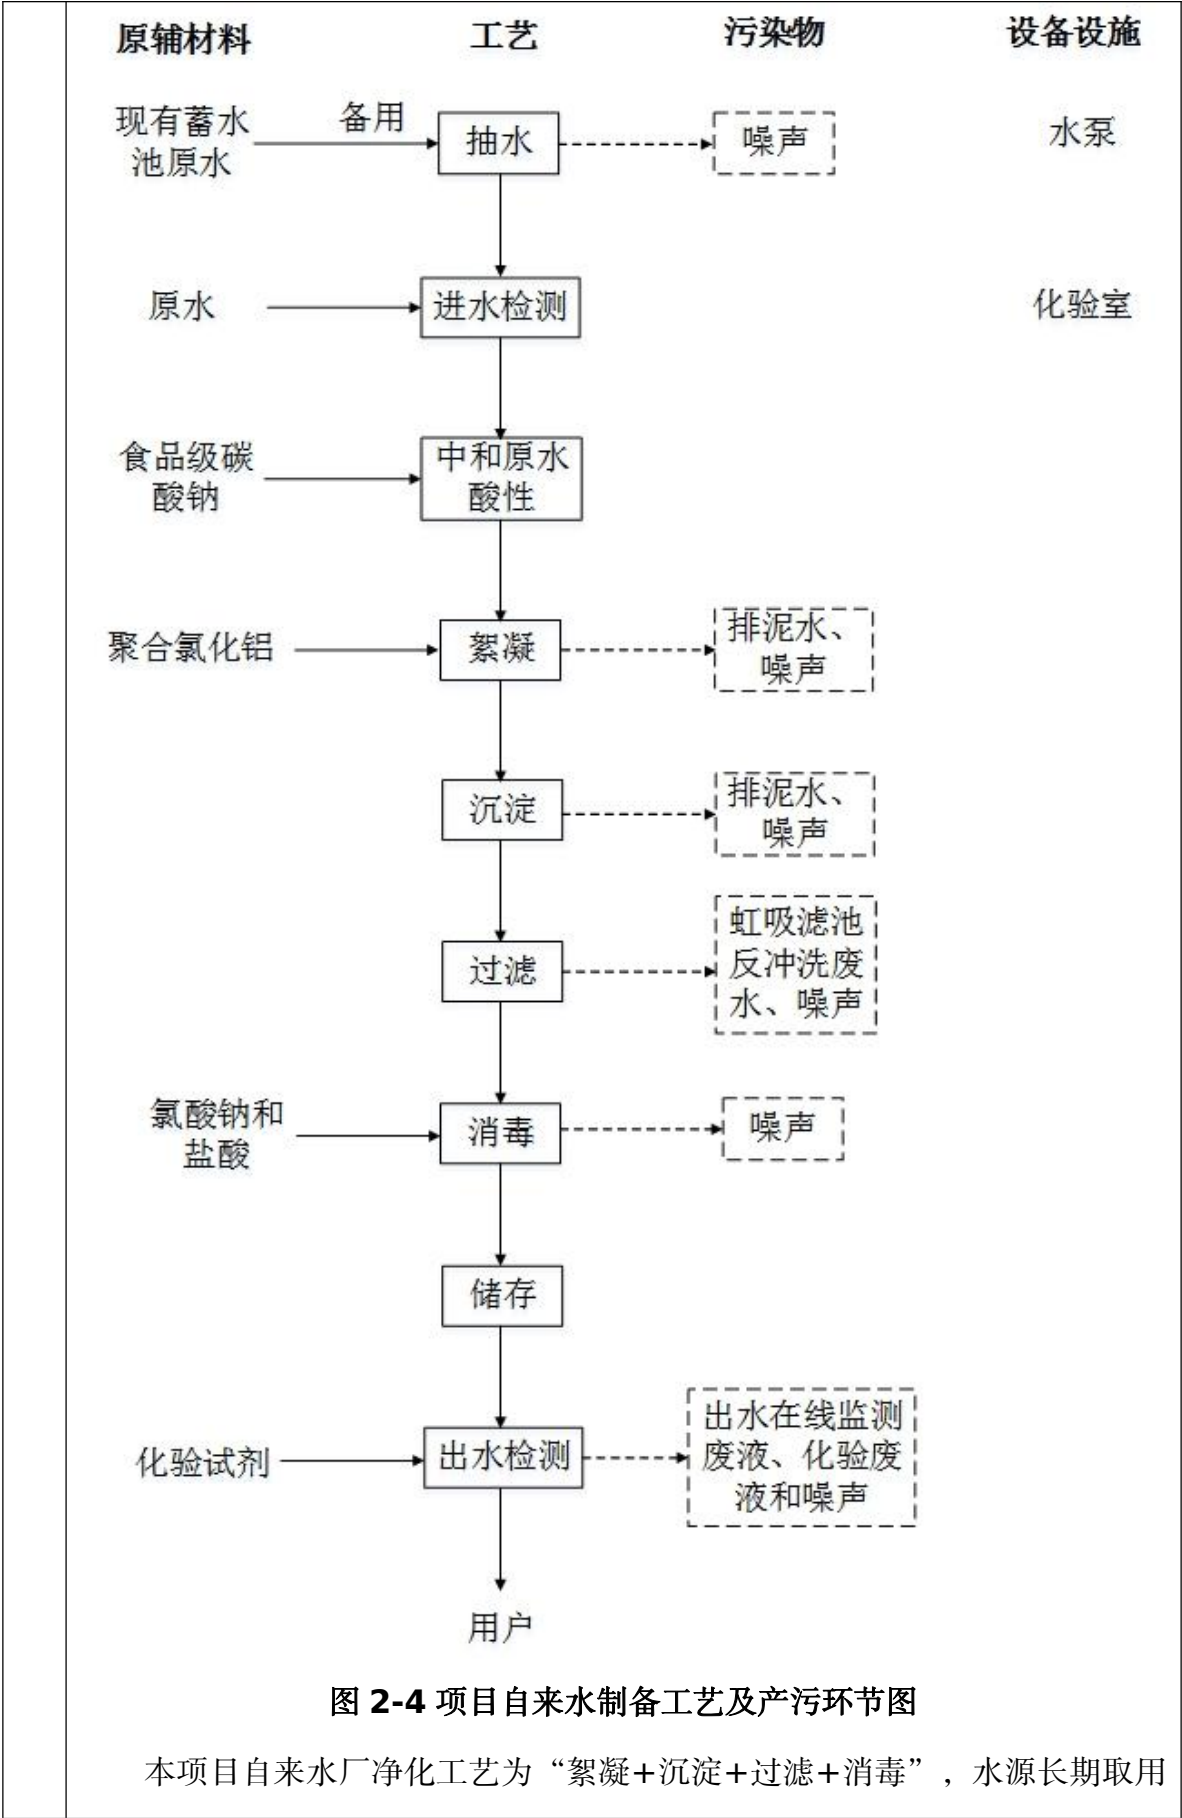 原辅材料 工艺 污染物 设备设施
现有蓄水
池原水
备用
抽水
噪声
水泵
原水
进水检测
化验室
食品级碳
酸钠
中和原水
酸性
聚合氯化铝
絮凝
排泥水、
噪声
沉淀
排泥水、
噪声
过滤
虹吸滤池
反冲洗废
水、噪声
氯酸钠和
盐酸
消毒
噪声
储存
化验试剂
出水检测
出水在线监测
废液、化验废
液和噪声
用户
图 2-4 项目自来水制备工艺及产污环节图
本项目自来水厂净化工艺为“絮凝+沉淀+过滤+消毒”，水源长期取用